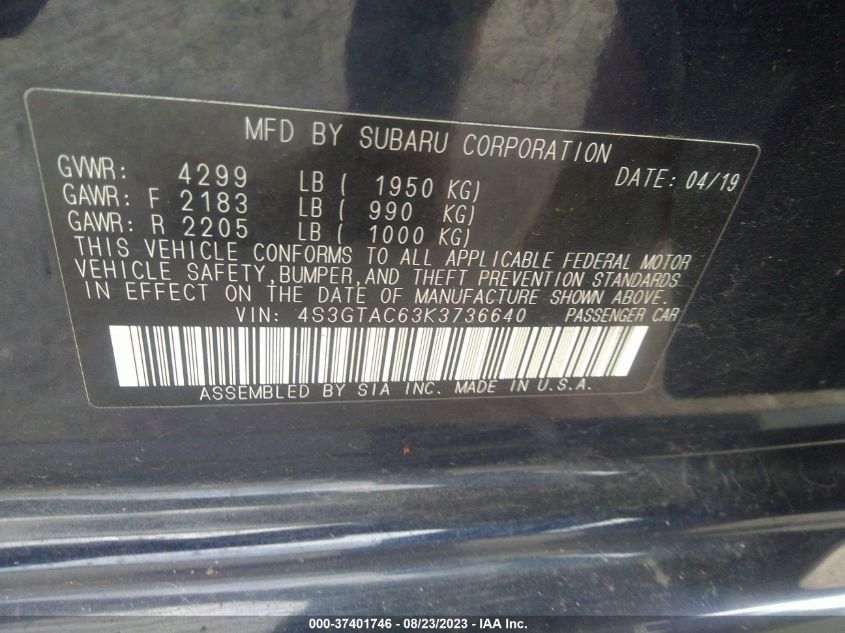 MFD BY SUBARU CORPORATION
GVWR: 4299 LB ( 1950 KG) DATE: 04/19
GAWR: F 2183 LB ( 990 KG)
GAWR: R 2205 LB ( 1000 KG)
THIS VEHICLE CONFORMS TO ALL APPLICABLE FEDERAL MOTOR
VEHICLE SAFETY,BUMPER,AND THEFT PREVENTION STANDARDS
IN EFFECT ON THE DATE OF MANUFACTURE SHOWN ABOVE.
VIN: 4S3GTAC63K3736640 PASSENGER CAR
ASSEMBLED BY SIA INC. MADE IN U.S.A.
000-37401746 - 08/23/2023 - IAA Inc.